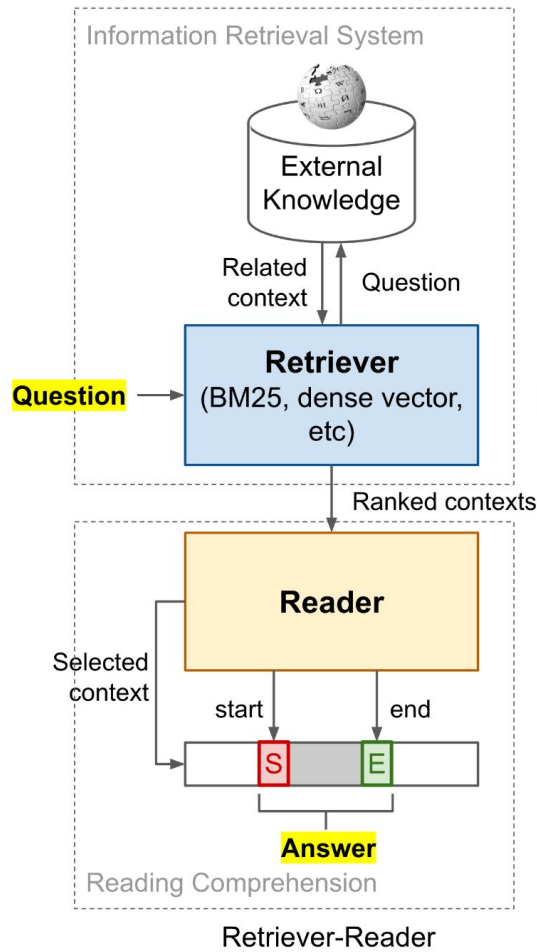 Information Retrieval System
External
Knowledge
Related
context
Question
Retriever
(BM25, dense vector,
etc)
Question
Ranked contexts
Reader
Selected
context
start
end
S
E
Answer
Reading Comprehension
Retriever-Reader